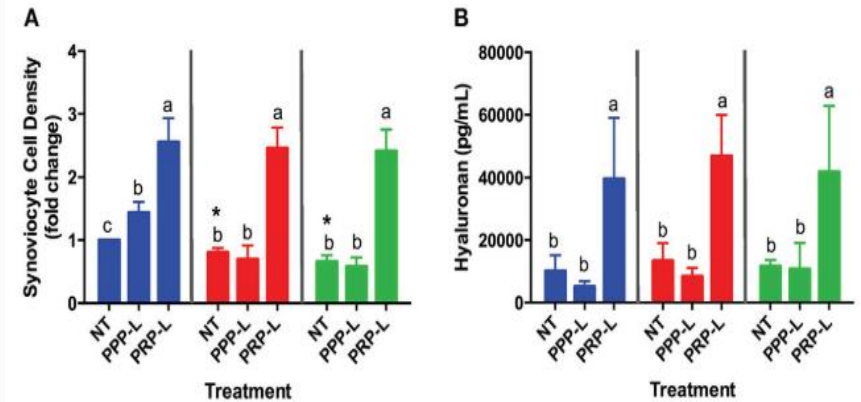 A
Synoviocyte Cell Density
(fold change)
4
3
2
1
0
c
b
a
*
b
b
a
*
b
b
a
NT
PPP-L
PRP-L
NT
PPP-L
PRP-L
NT
PPP-L
PRP-L
Treatment
B
Hyaluronan (pg/mL)
80000
60000
40000
20000
0
b
b
a
b
b
a
b
b
a
NT
PPP-L
PRP-L
NT
PPP-L
PRP-L
NT
PPP-L
PRP-L
Treatment